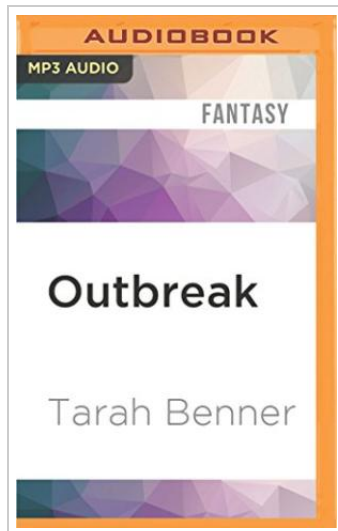 AUDIOBOOK
MP3 AUDIO
FANTASY
Outbreak
Tarah Benner